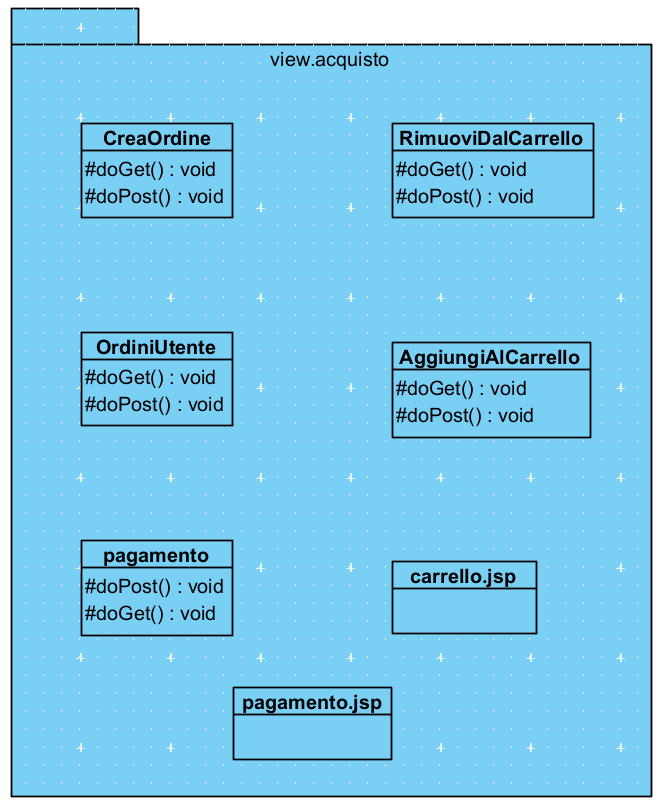 view.acquisto
CreaOrdine
#doGet() : void
#doPost() : void
RimuoviDalCarrello
#doGet() : void
#doPost() : void
OrdiniUtente
#doGet() : void
#doPost() : void
AggiungiAlCarrello
#doGet() : void
#doPost() : void
pagamento
#doPost() : void
#doGet() : void
carrello.jsp
pagamento.jsp